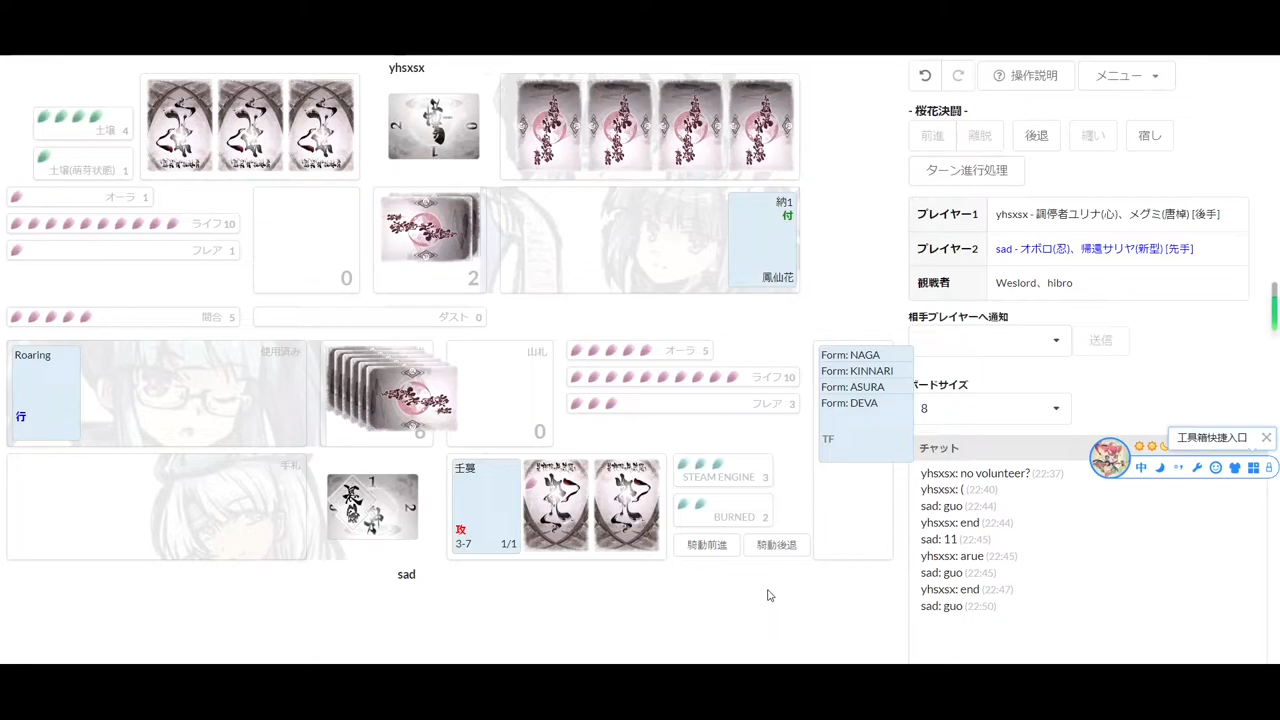 yhsxsx
土壌 4
土壌(萌芽状態) 1
2
1
0
納1
付
鳳仙花
オーラ 1
ライフ10
フレア 1
0
2
間合 5
ダスト 0
Roaring
行
使用済み
6
山札
0
オーラ 5
ライフ10
フレア 3
Form: NAGA
Form: KINNARI
Form: ASURA
Form: DEVA
TF
手札
1
2
壬蔓
攻
3-7 1/1
STEAM ENGINE 3
BURNED 2
騎動前進
騎動後退
sad
操作説明
メニュー
- 桜花決闘 -
前進
離脱
後退
纏い
宿し
ターン進行処理
プレイヤー1 yhsxsx - 調停者ユリナ(心)、メグミ(唐棹) [後手]
プレイヤー2 sad - オボロ(忍)、帰還サリヤ(新型) [先手]
観戦者 Weslord、hibro
相手プレイヤーへ通知
送信
ボードサイズ
8
工具箱快捷入口
チャット
中
yhsxsx: no volunteer? (22:37)
yhsxsx: ( (22:40)
sad: guo (22:44)
yhsxsx: end (22:44)
sad: 11 (22:45)
yhsxsx: arue (22:45)
sad: guo (22:45)
yhsxsx: end (22:47)
sad: guo (22:50)